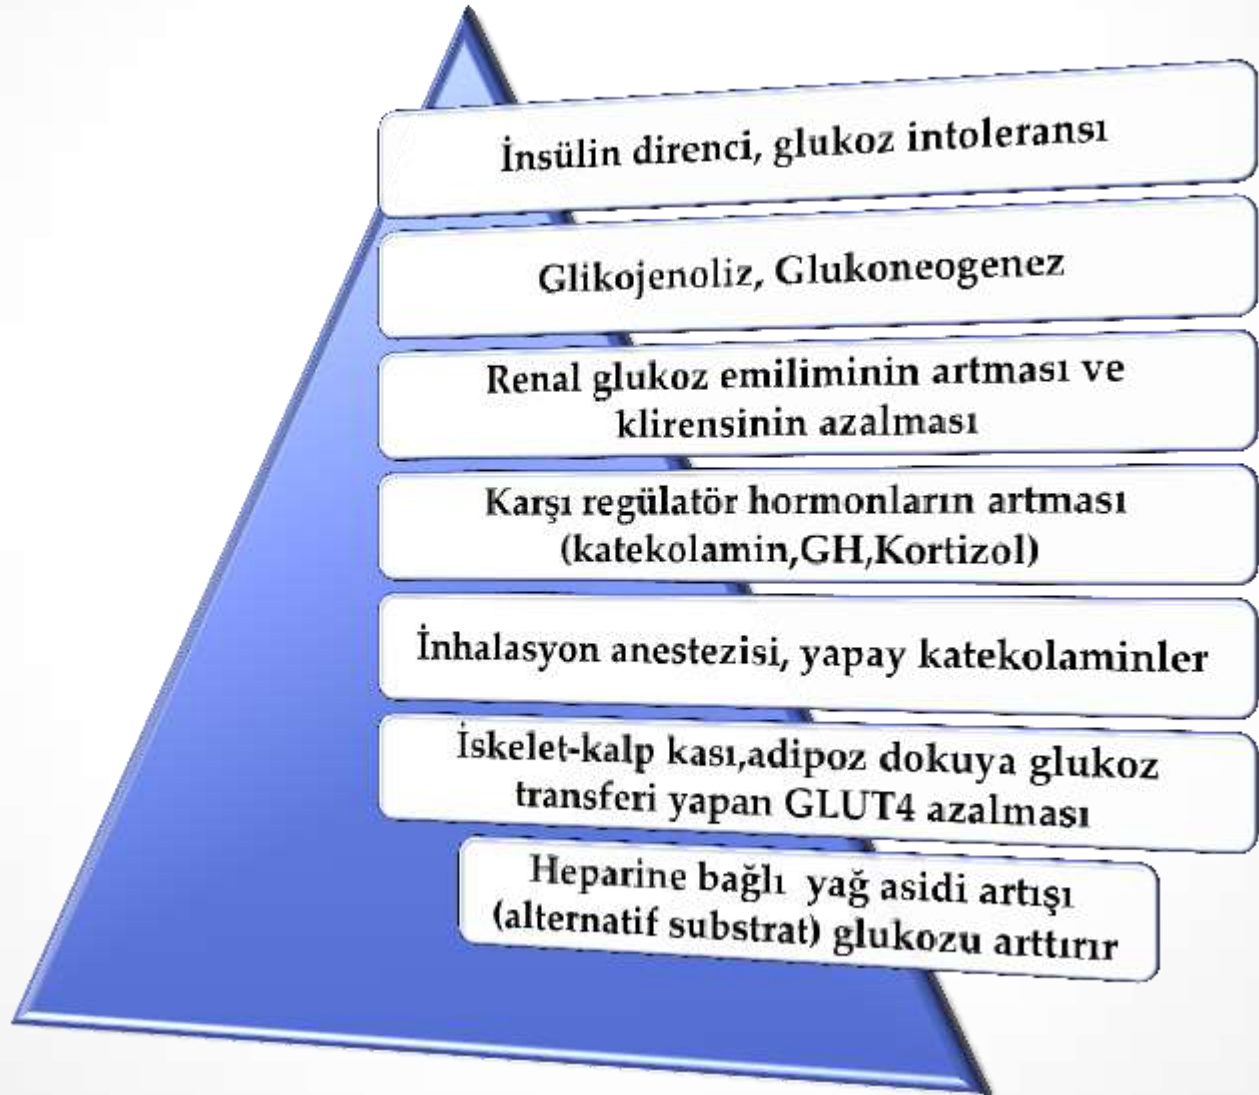 İnsülin direnci, glukoz intoleransı
Glikojenoliz, Glukoneogenez
Renal glukoz emiliminin artması ve
klirensinin azalması
Karşı regülatör hormonların artması
(katekolamin,GH,Kortizol)
İnhalasyon anestezisi, yapay katekolaminler
İskelet-kalp kası,adipoz dokuya glukoz
transferi yapan GLUT4 azalması
Heparine bağlı  yağ asidi artışı
(alternatif substrat) glukozu arttırır